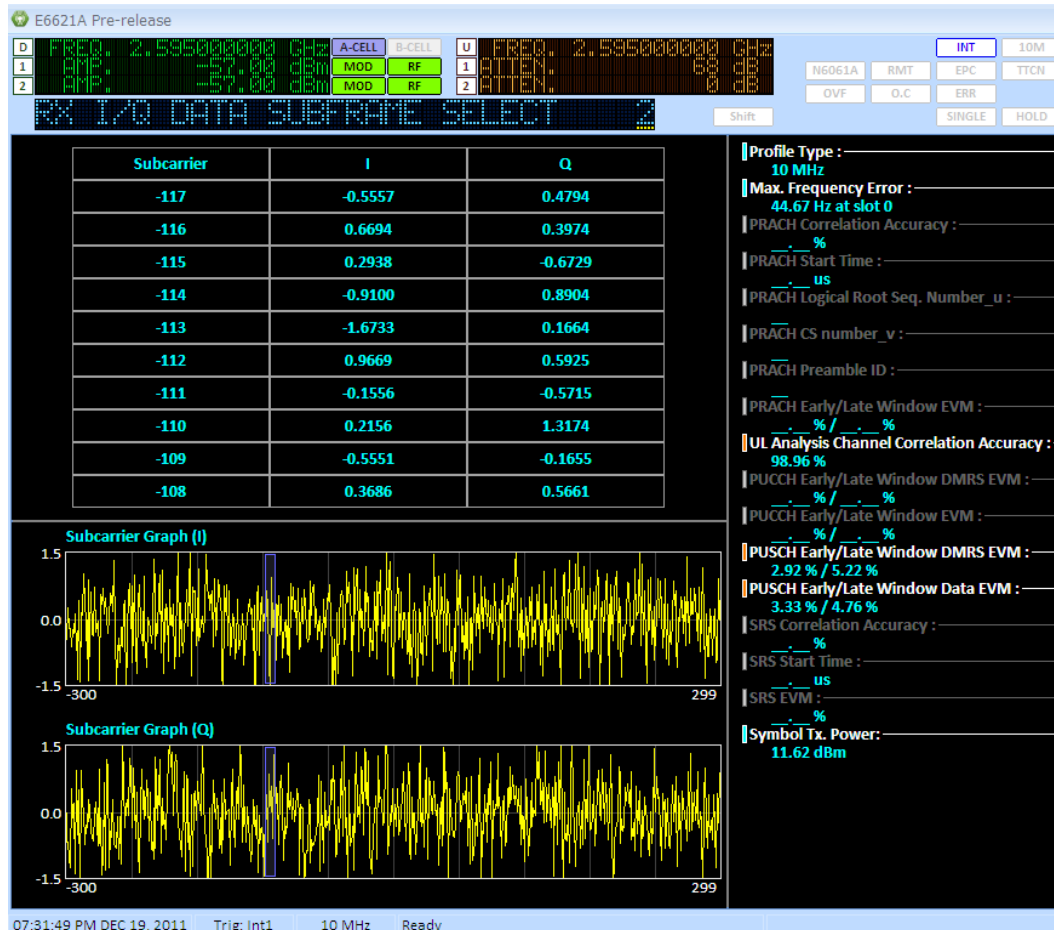 E6621A Pre-release
D FREQ. 2.595000000 GHz A-CELL B-CELL U FREQ. 2.595000000 GHz INT 10M
1 AMP. -57.00 dBm MOD RF 1 ATTEN. dB N6061A RMT EPC TTCN
2 -57.00 dBm MOD RF 2 0 dB OVF O.C ERR
RX I/Q DATA SUBFRAME SELECT 2 Shift SINGLE HOLD
Subcarrier I Q
-117 -0.5557 0.4794
-116 0.6694 0.3974
-115 0.2938 -0.6729
-114 -0.9100 0.8904
-113 -1.6733 0.1664
-112 0.9669 0.5925
-111 -0.1556 -0.5715
-110 0.2156 1.3174
-109 -0.5551 -0.1655
-108 0.3686 0.5661
Subcarrier Graph (I)
1.5
0.0
-1.5
-300 299
Subcarrier Graph (Q)
1.5
0.0
-1.5
-300 299
Profile Type :
10 MHz
Max. Frequency Error :
44.67 Hz at slot 0
PRACH Correlation Accuracy :
__.__ %
PRACH Start Time :
__.__ us
PRACH Logical Root Seq. Number_u :
__
PRACH CS number_v :
__
PRACH Preamble ID :
__
PRACH Early/Late Window EVM :
__.__ % / __.__ %
UL Analysis Channel Correlation Accuracy :
98.96 %
PUCCH Early/Late Window DMRS EVM :
__.__ % / __.__ %
PUCCH Early/Late Window EVM :
__.__ % / __.__ %
PUSCH Early/Late Window DMRS EVM :
2.92 % / 5.22 %
PUSCH Early/Late Window Data EVM :
3.33 % / 4.76 %
SRS Correlation Accuracy :
__.__ %
SRS Start Time :
__.__ us
SRS EVM :
__.__ %
Symbol Tx. Power:
11.62 dBm
07:31:49 PM DEC 19, 2011 Trig: Int1 10 MHz Ready